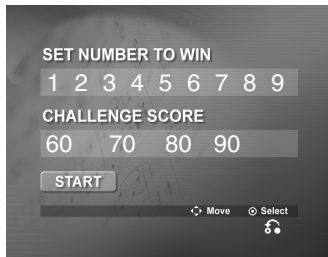 SET NUMBER TO WIN
1 2 3 4 5 6 7 8 9
CHALLENGE SCORE
60 70 80 90
START
Move Select